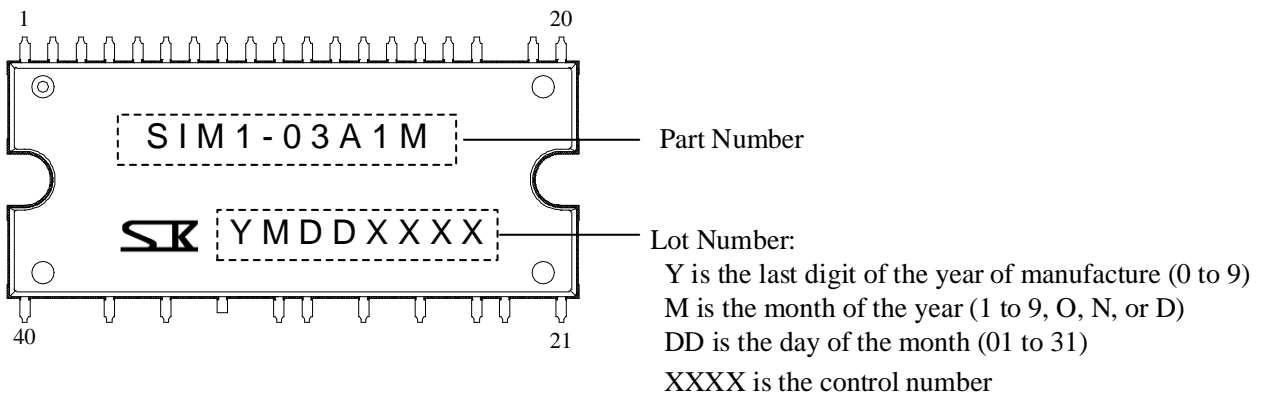 1 20
SIM1-03A1M
Part Number
SK YMDDXXXX
Lot Number:
Y is the last digit of the year of manufacture (0 to 9)
M is the month of the year (1 to 9, O, N, or D)
DD is the day of the month (01 to 31)
XXXX is the control number
40 21